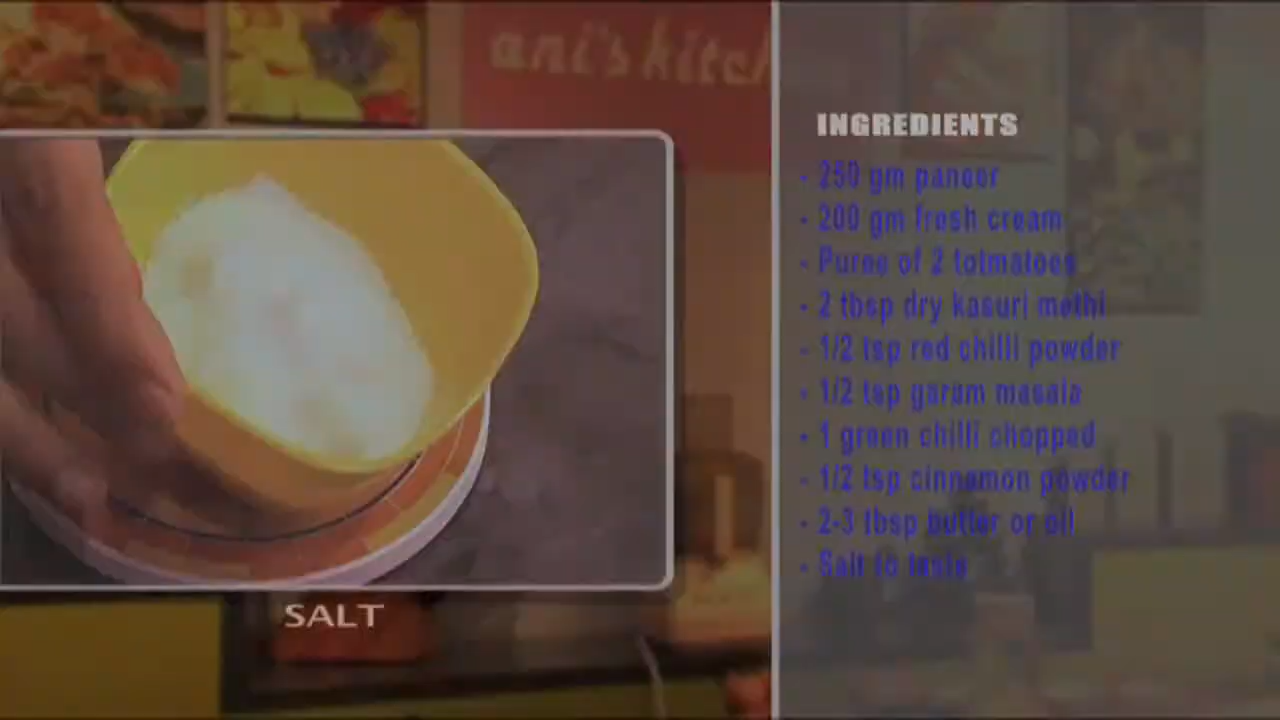 ani's kitch
INGREDIENTS
- 250 gm paneer
- 200 gm fresh cream
- Puree of 2 totmatoes
- 2 tbsp dry kasuri methi
- 1/2 tsp red chilli powder
- 1/2 tsp garam masala
- 1 green chilli chopped
- 1/2 tsp cinnamon powder
- 2-3 tbsp butter or oil
- Salt to taste
SALT